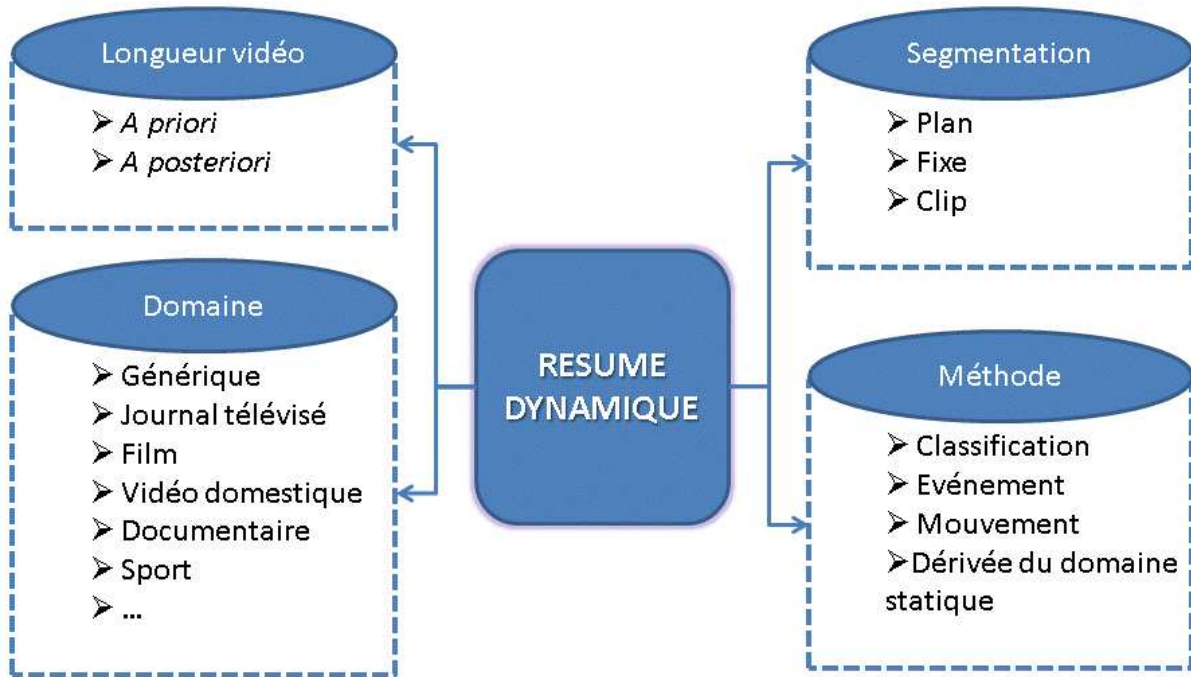 Longueur vidéo
➤ A priori
➤ A posteriori
Domaine
➤ Générique
➤ Journal télévisé
➤ Film
➤ Vidéo domestique
➤ Documentaire
➤ Sport
➤ ...
RESUME
DYNAMIQUE
Segmentation
➤ Plan
➤ Fixe
➤ Clip
Méthode
➤ Classification
➤ Evénement
➤ Mouvement
➤Dérivée du domaine
statique